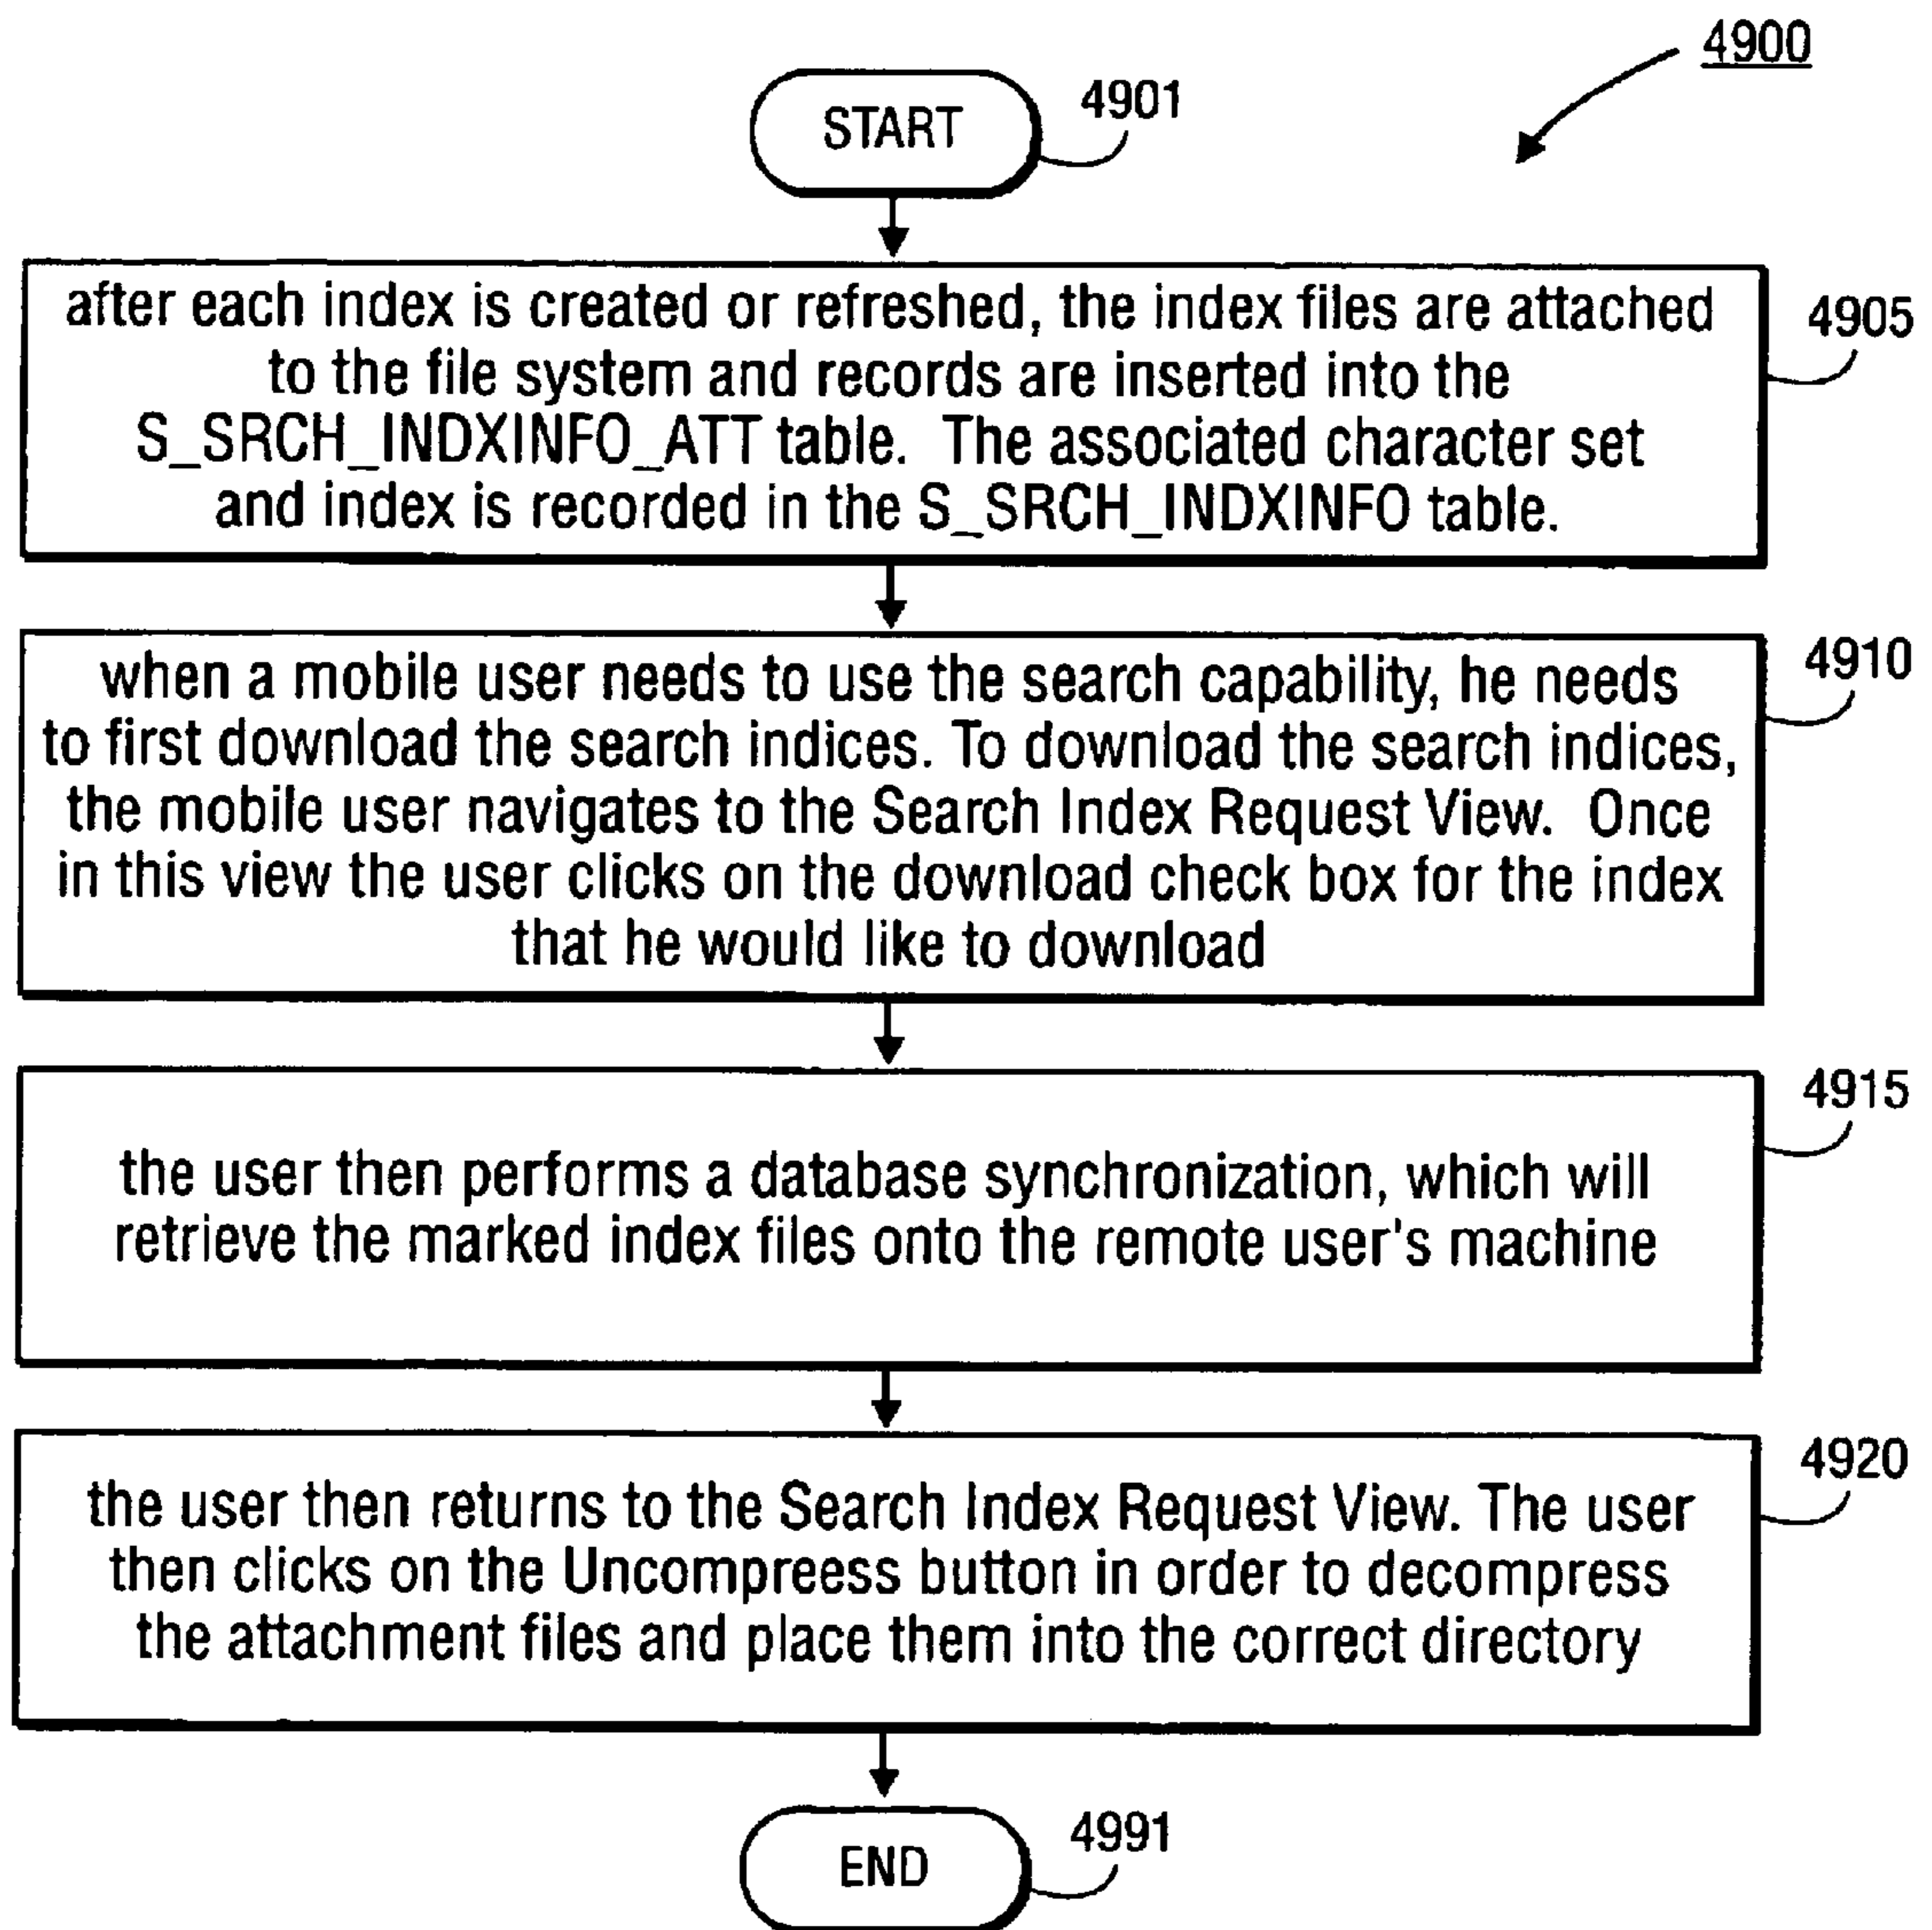 4900
START
4901
after each index is created or refreshed, the index files are attached
to the file system and records are inserted into the
S_SRCH_INDXINFO_ATT table. The associated character set
and index is recorded in the S_SRCH_INDXINFO table.
4905
when a mobile user needs to use the search capability, he needs
to first download the search indices. To download the search indices,
the mobile user navigates to the Search Index Request View. Once
in this view the user clicks on the download check box for the index
that he would like to download
4910
the user then performs a database synchronization, which will
retrieve the marked index files onto the remote user's machine
4915
the user then returns to the Search Index Request View. The user
then clicks on the Uncompreess button in order to decompress
the attachment files and place them into the correct directory
4920
END
4991